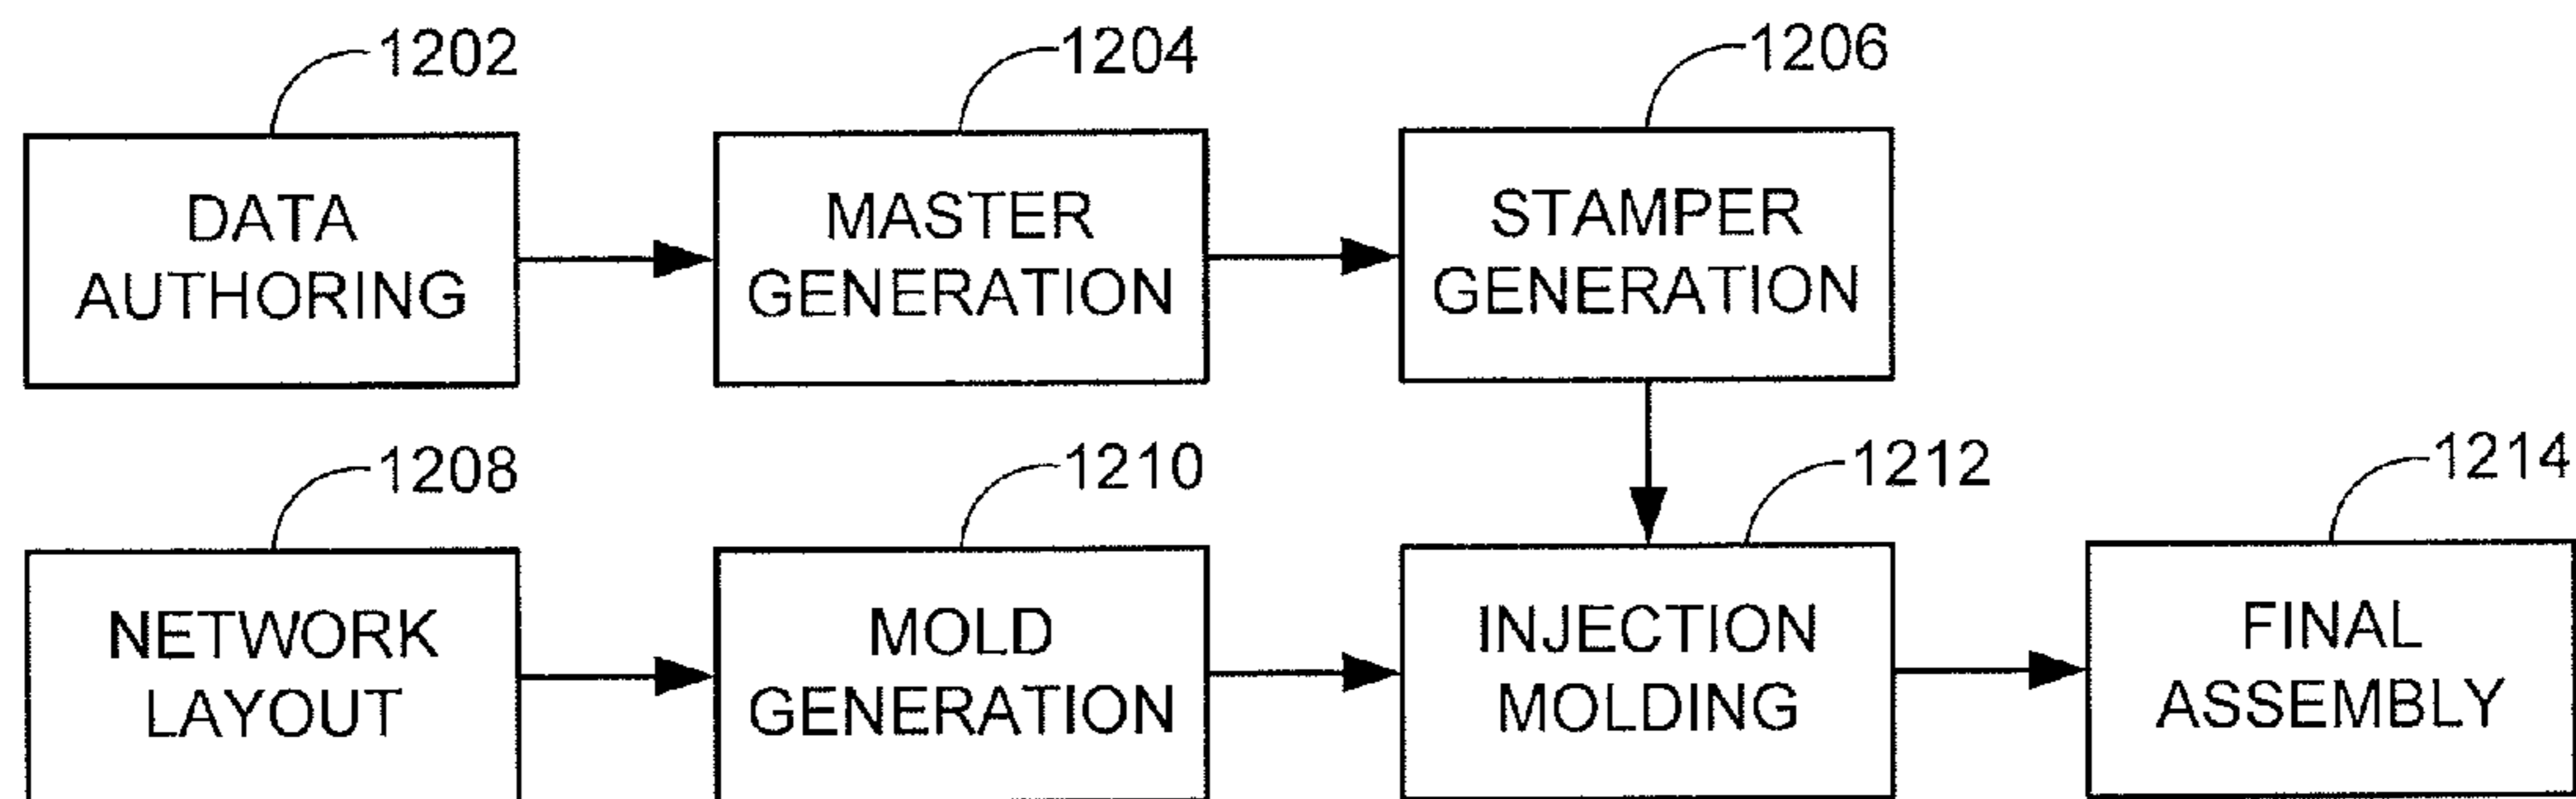 1202
1204
1206
DATA
AUTHORING
MASTER
GENERATION
STAMPER
GENERATION
1208
1210
1212
1214
NETWORK
LAYOUT
MOLD
GENERATION
INJECTION
MOLDING
FINAL
ASSEMBLY